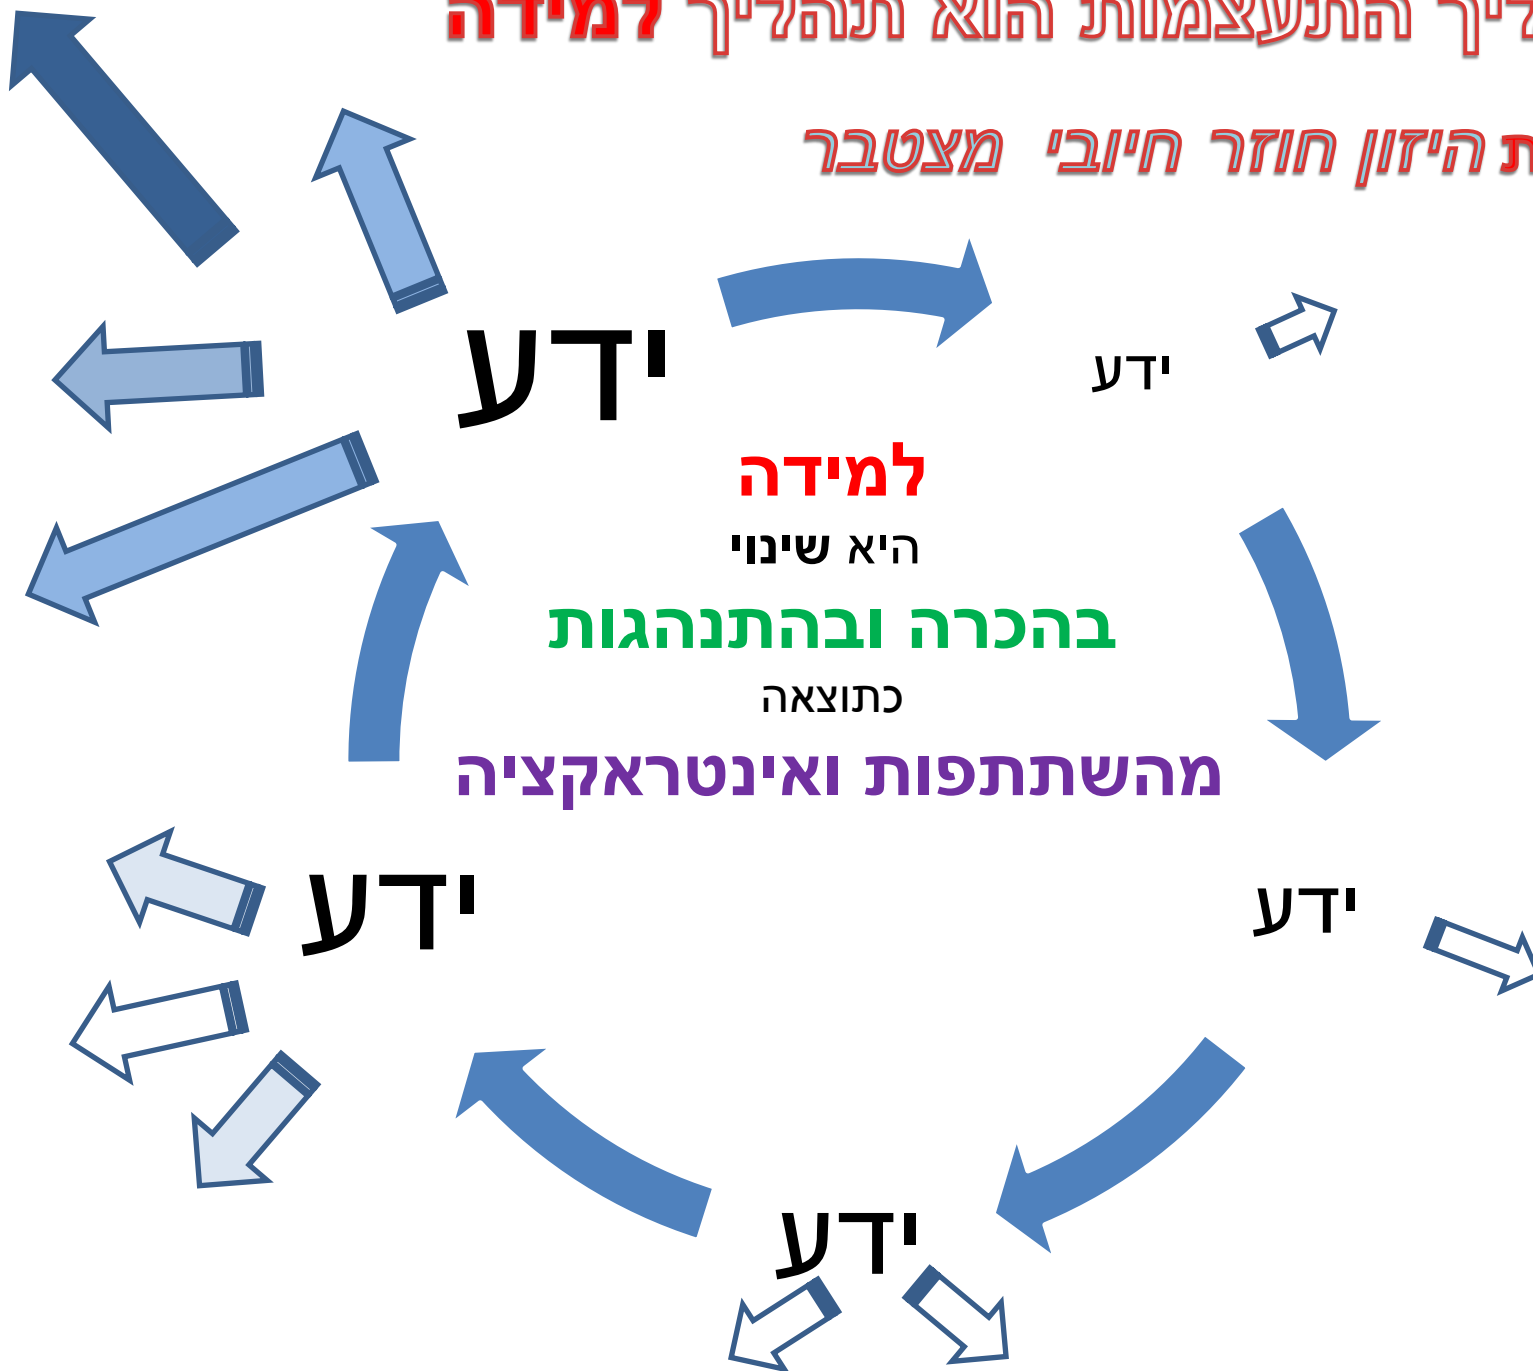 התעצמות הוא תהליך למידה
היזון חוזר חיובי מצטבר
ידע
ידע
למידה
היא שינוי
בהכרה ובהתנהגות
כתוצאה
מהשתתפות ואינטראקציה
ידע
ידע
ידע